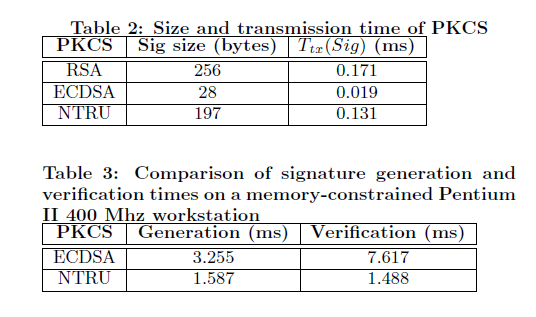 Table 2: Size and transmission time of PKCS
PKCS Sig size (bytes) Ttx(Sig) (ms)
RSA 256 0.171
ECDSA 28 0.019
NTRU 197 0.131
Table 3: Comparison of signature generation and
verification times on a memory-constrained Pentium
II 400 Mhz workstation
PKCS Generation (ms) Verification (ms)
ECDSA 3.255 7.617
NTRU 1.587 1.488